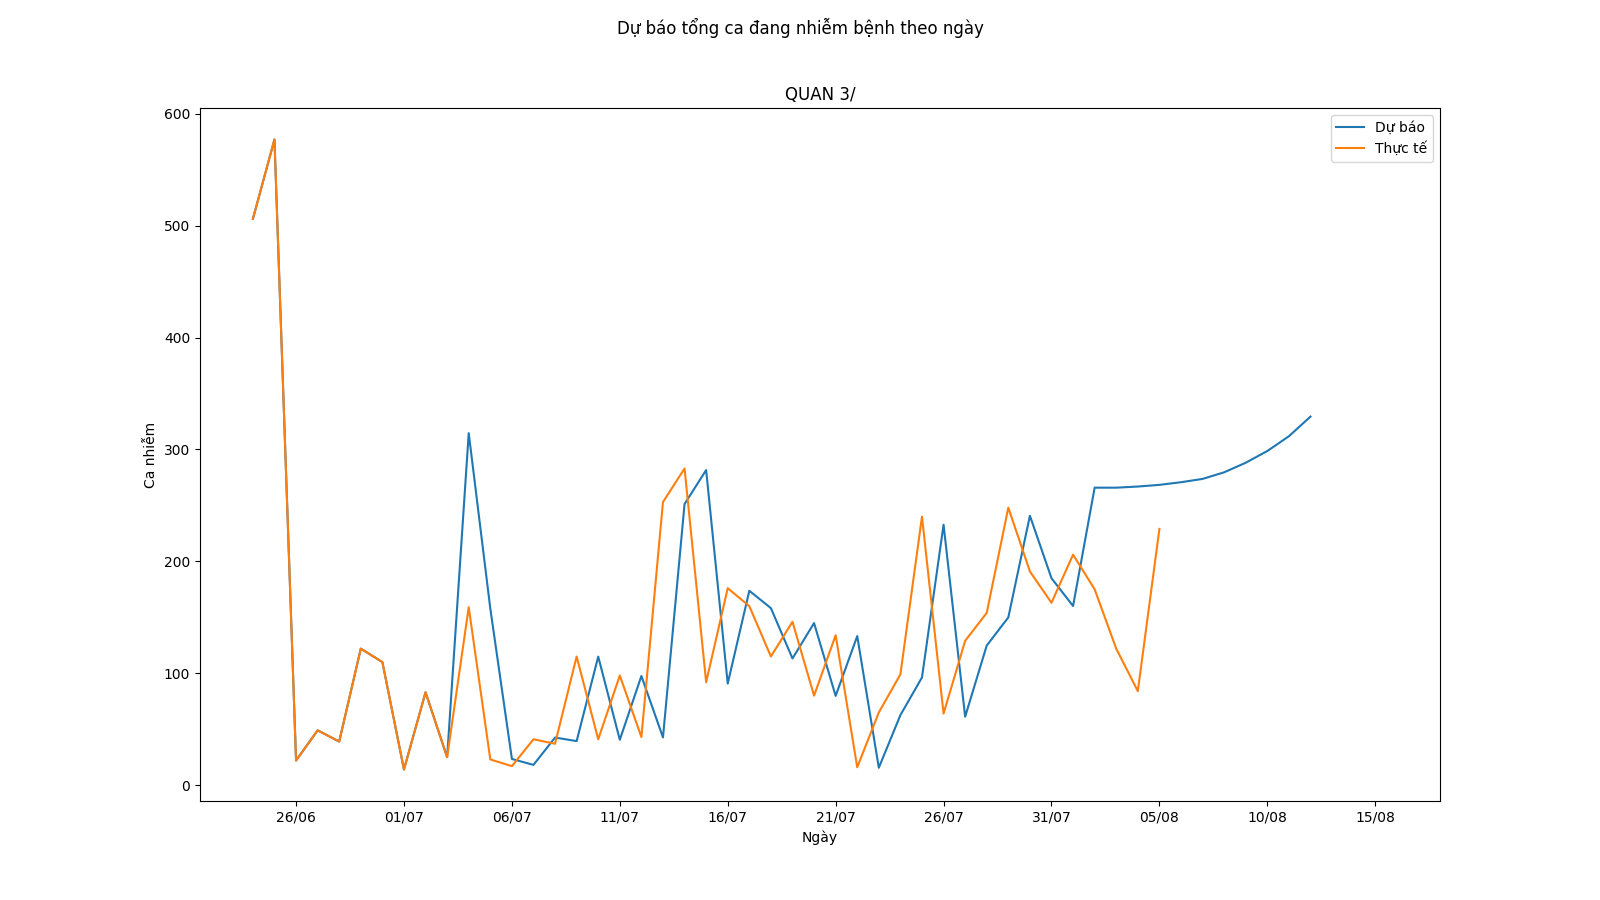 Dự báo tổng ca đang nhiễm bệnh theo ngày
QUAN 3/
Dự báo
Thực tế
600
500
400
300
200
100
0
Ca nhiễm
26/06 01/07 06/07 11/07 16/07 21/07 26/07 31/07 05/08 10/08 15/08
Ngày